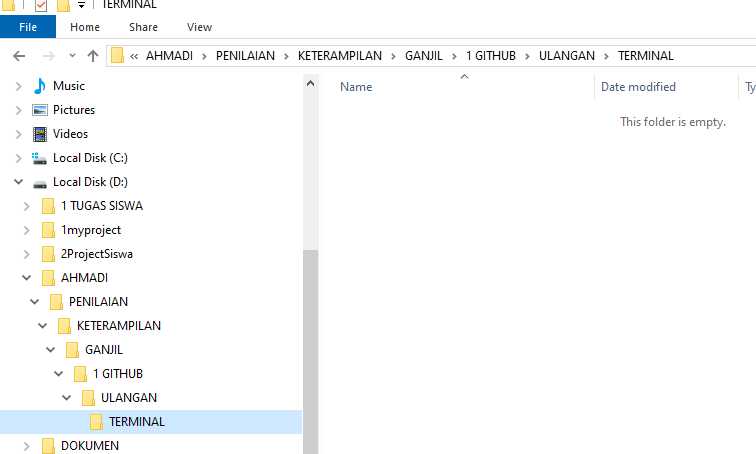 TERMINAL
File Home Share View
« AHMADI > PENILAIAN > KETERAMPILAN > GANJIL > 1 GITHUB > ULANGAN > TERMINAL
Name Date modified Ty
This folder is empty.
Music
Pictures
Videos
Local Disk (C:)
Local Disk (D:)
1 TUGAS SISWA
1myproject
2ProjectSiswa
AHMADI
PENILAIAN
KETERAMPILAN
GANJIL
1 GITHUB
ULANGAN
TERMINAL
DOKUMEN